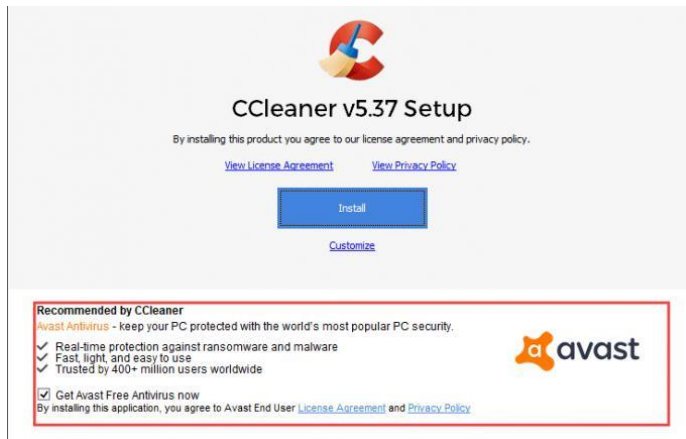 CCleaner v5.37 Setup
By installing this product you agree to our license agreement and privacy policy.
View License Agreement View Privacy Policy
Install
Customize
Recommended by CCleaner
Avast Antivirus - keep your PC protected with the world's most popular PC security.
Real-time protection against ransomware and malware
Fast, light, and easy to use
Trusted by 400+ million users worldwide
avast
Get Avast Free Antivirus now
By installing this application, you agree to Avast End User License Agreement and Privacy Policy